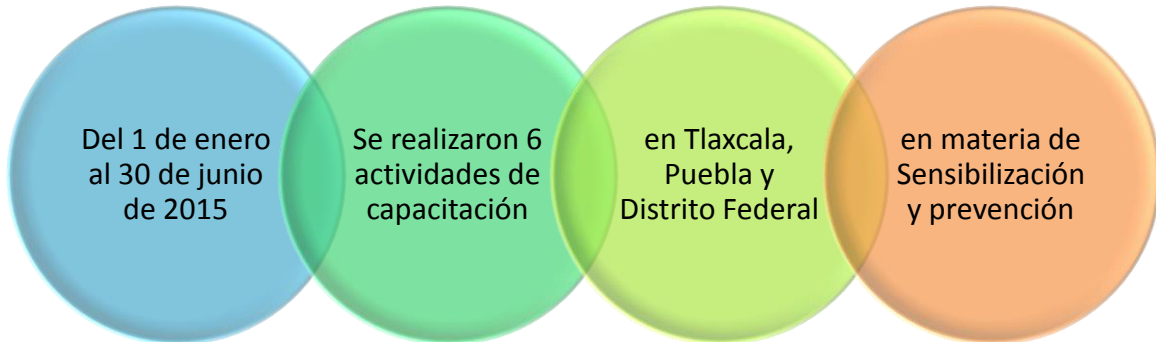 Del 1 de enero
al 30 de junio
de 2015
Se realizaron 6
actividades de
capacitación
en Tlaxcala,
Puebla y
Distrito Federal
en materia de
Sensibilización
y prevención